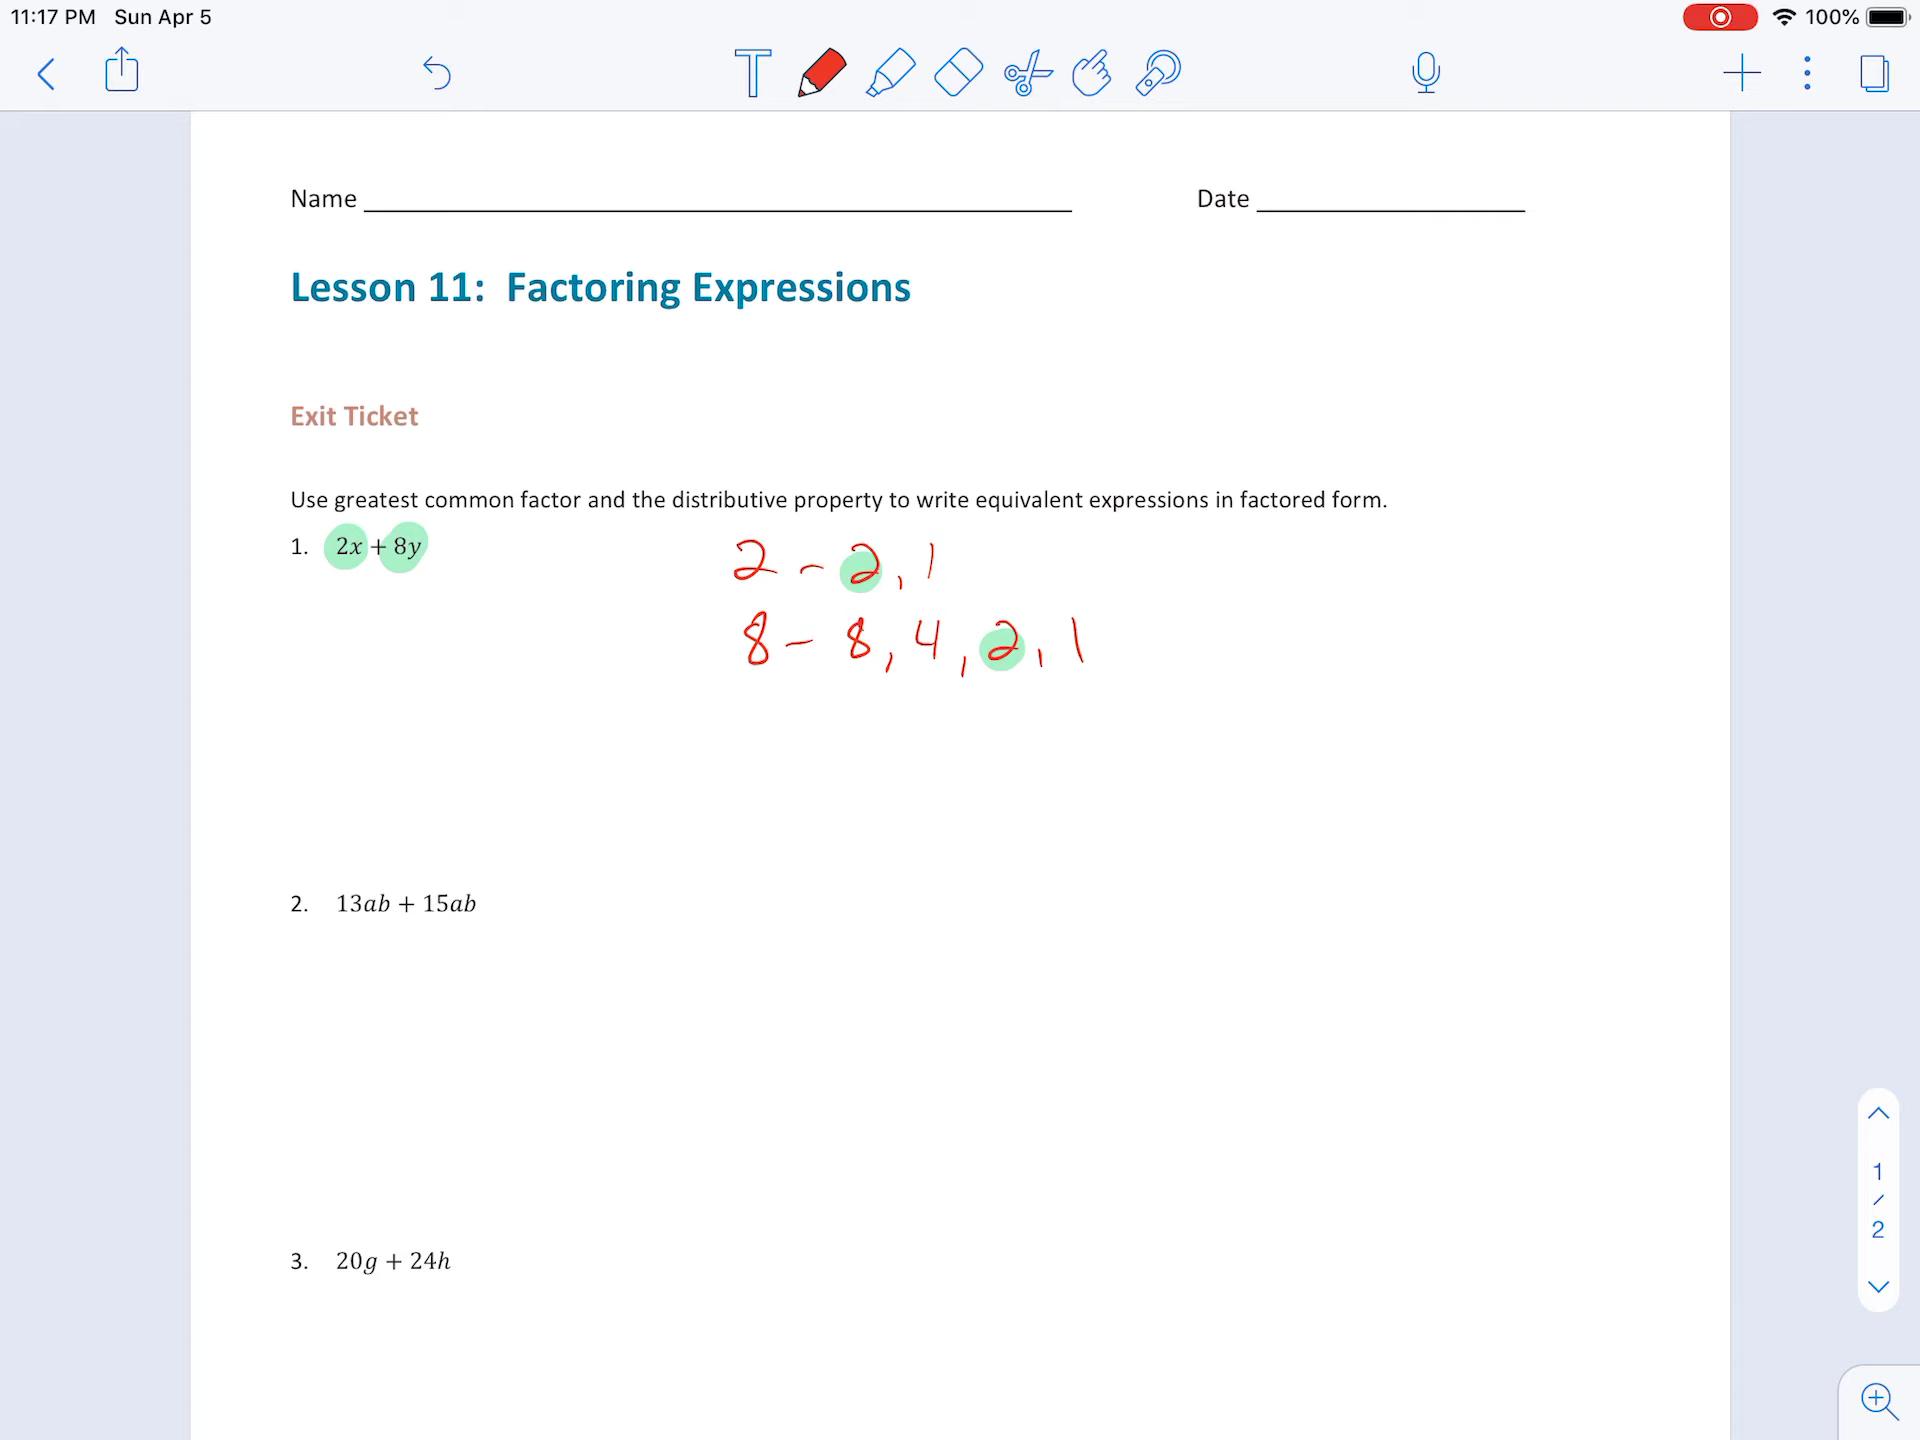 11:17 PM Sun Apr 5 100%
Name Date
Lesson 11: Factoring Expressions
Exit Ticket
Use greatest common factor and the distributive property to write equivalent expressions in factored form.
1. 2x + 8y
2 - 2, 1
8 - 8, 4, 2, 1
2. 13ab + 15ab
3. 20g + 24h
1
/
2